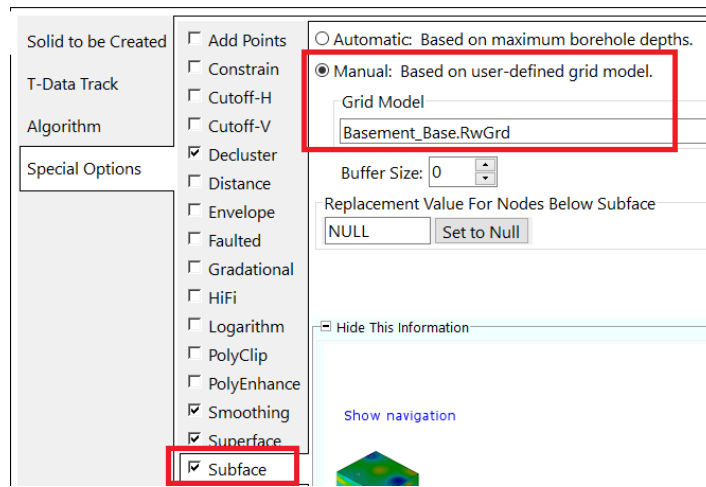 Solid to be Created
T-Data Track
Algorithm
Special Options
Add Points
Constrain
Cutoff-H
Cutoff-V
Decluster
Distance
Envelope
Faulted
Gradational
HiFi
Logarithm
PolyClip
PolyEnhance
Smoothing
Superface
Subface
Automatic: Based on maximum borehole depths.
Manual: Based on user-defined grid model.
Grid Model
Basement_Base.RwGrd
Buffer Size: 0
Replacement Value For Nodes Below Subface
NULL Set to Null
Hide This Information
Show navigation